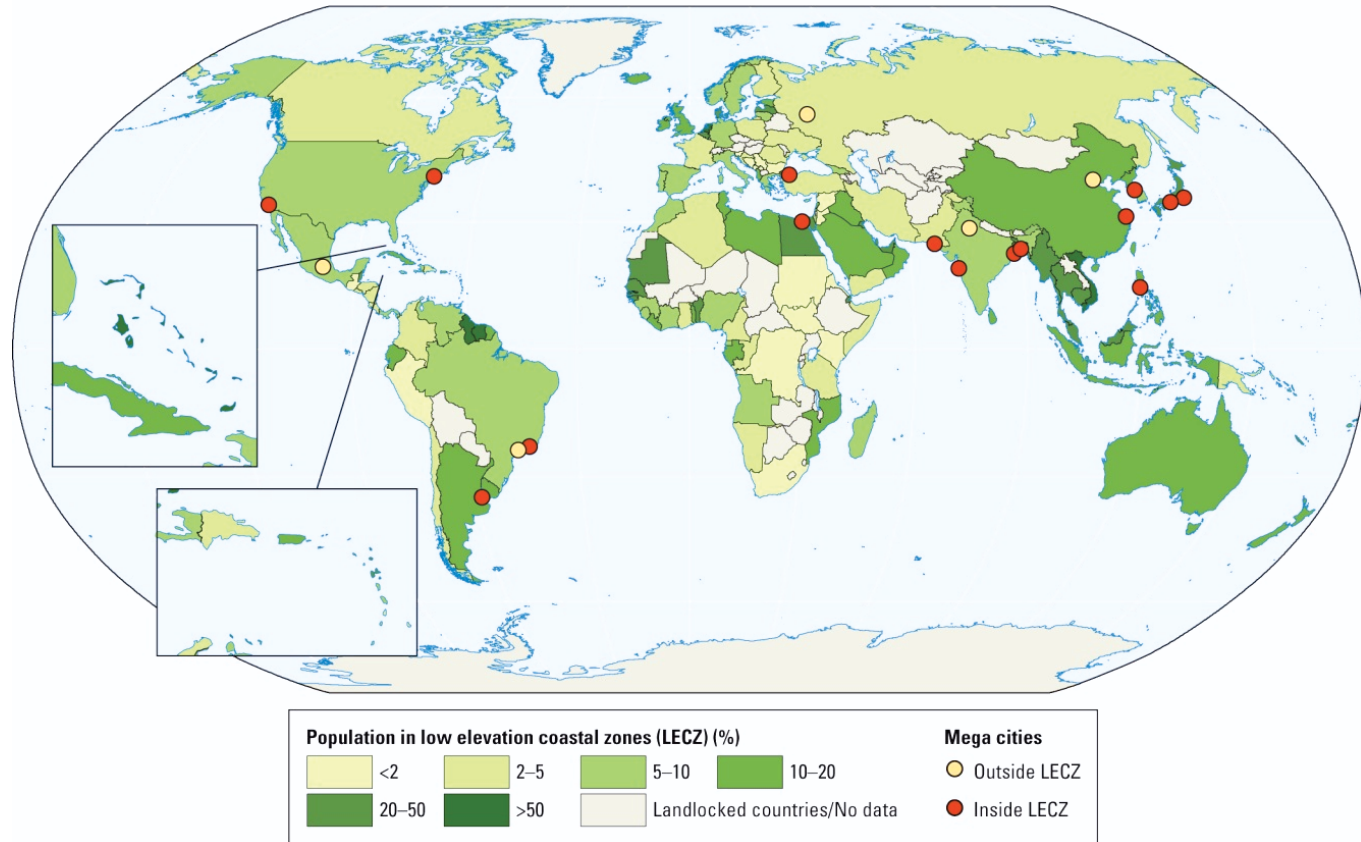 Population in low elevation coastal zones (LECZ) (%)
<2
2–5
5–10
10–20
20–50
>50
Landlocked countries/No data
Mega cities
Outside LECZ
Inside LECZ